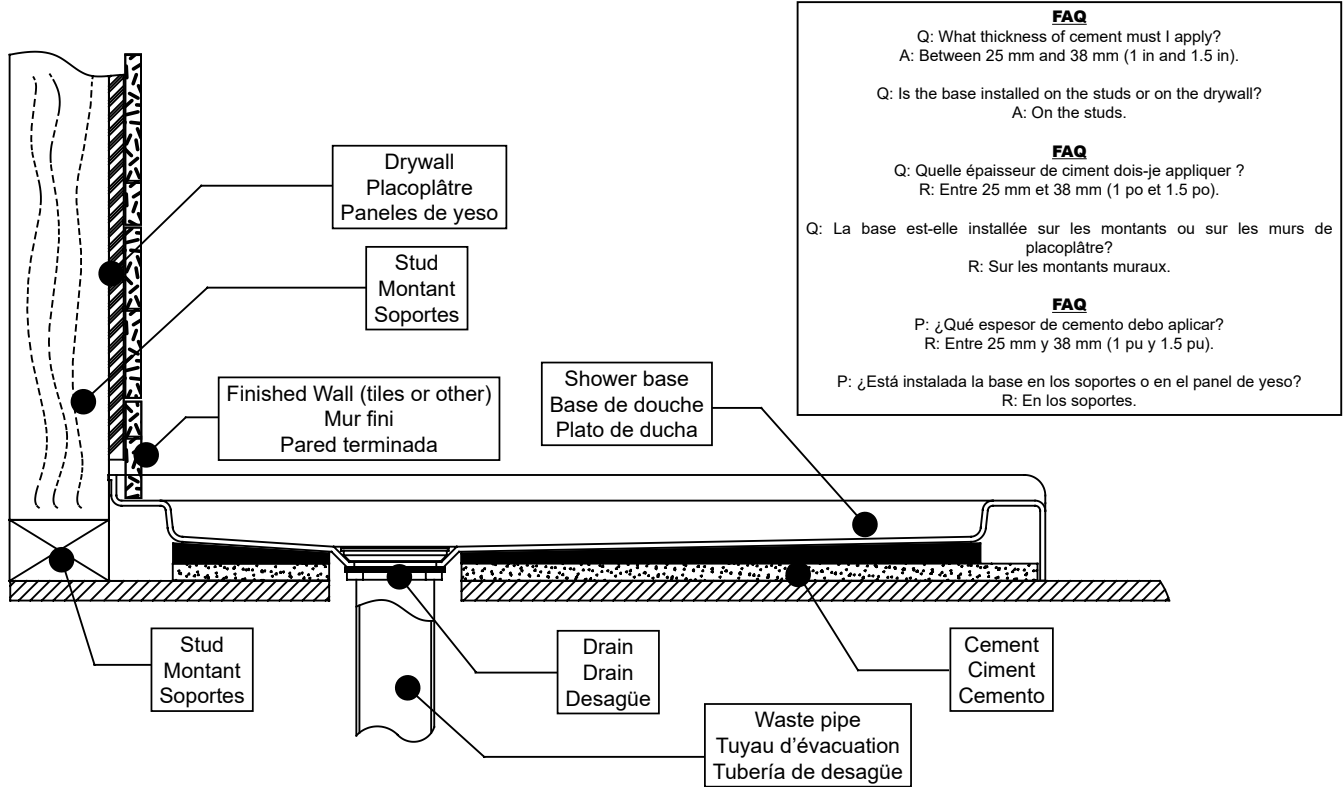 FAQ
Q: What thickness of cement must I apply?
A: Between 25 mm and 38 mm (1 in and 1.5 in).
Q: Is the base installed on the studs or on the drywall?
A: On the studs.
FAQ
Q: Quelle épaisseur de ciment dois-je appliquer ?
R: Entre 25 mm et 38 mm (1 po et 1.5 po).
Q: La base est-elle installée sur les montants ou sur les murs de
placoplâtre?
R: Sur les montants muraux.
FAQ
P: ¿Qué espesor de cemento debo aplicar?
R: Entre 25 mm y 38 mm (1 pu y 1.5 pu).
P: ¿Está instalada la base en los soportes o en el panel de yeso?
R: En los soportes.
Drywall
Placoplâtre
Paneles de yeso
Stud
Montant
Soportes
Finished Wall (tiles or other)
Mur fini
Pared terminada
Shower base
Base de douche
Plato de ducha
Stud
Montant
Soportes
Drain
Drain
Desagüe
Cement
Ciment
Cemento
Waste pipe
Tuyau d’évacuation
Tubería de desagüe